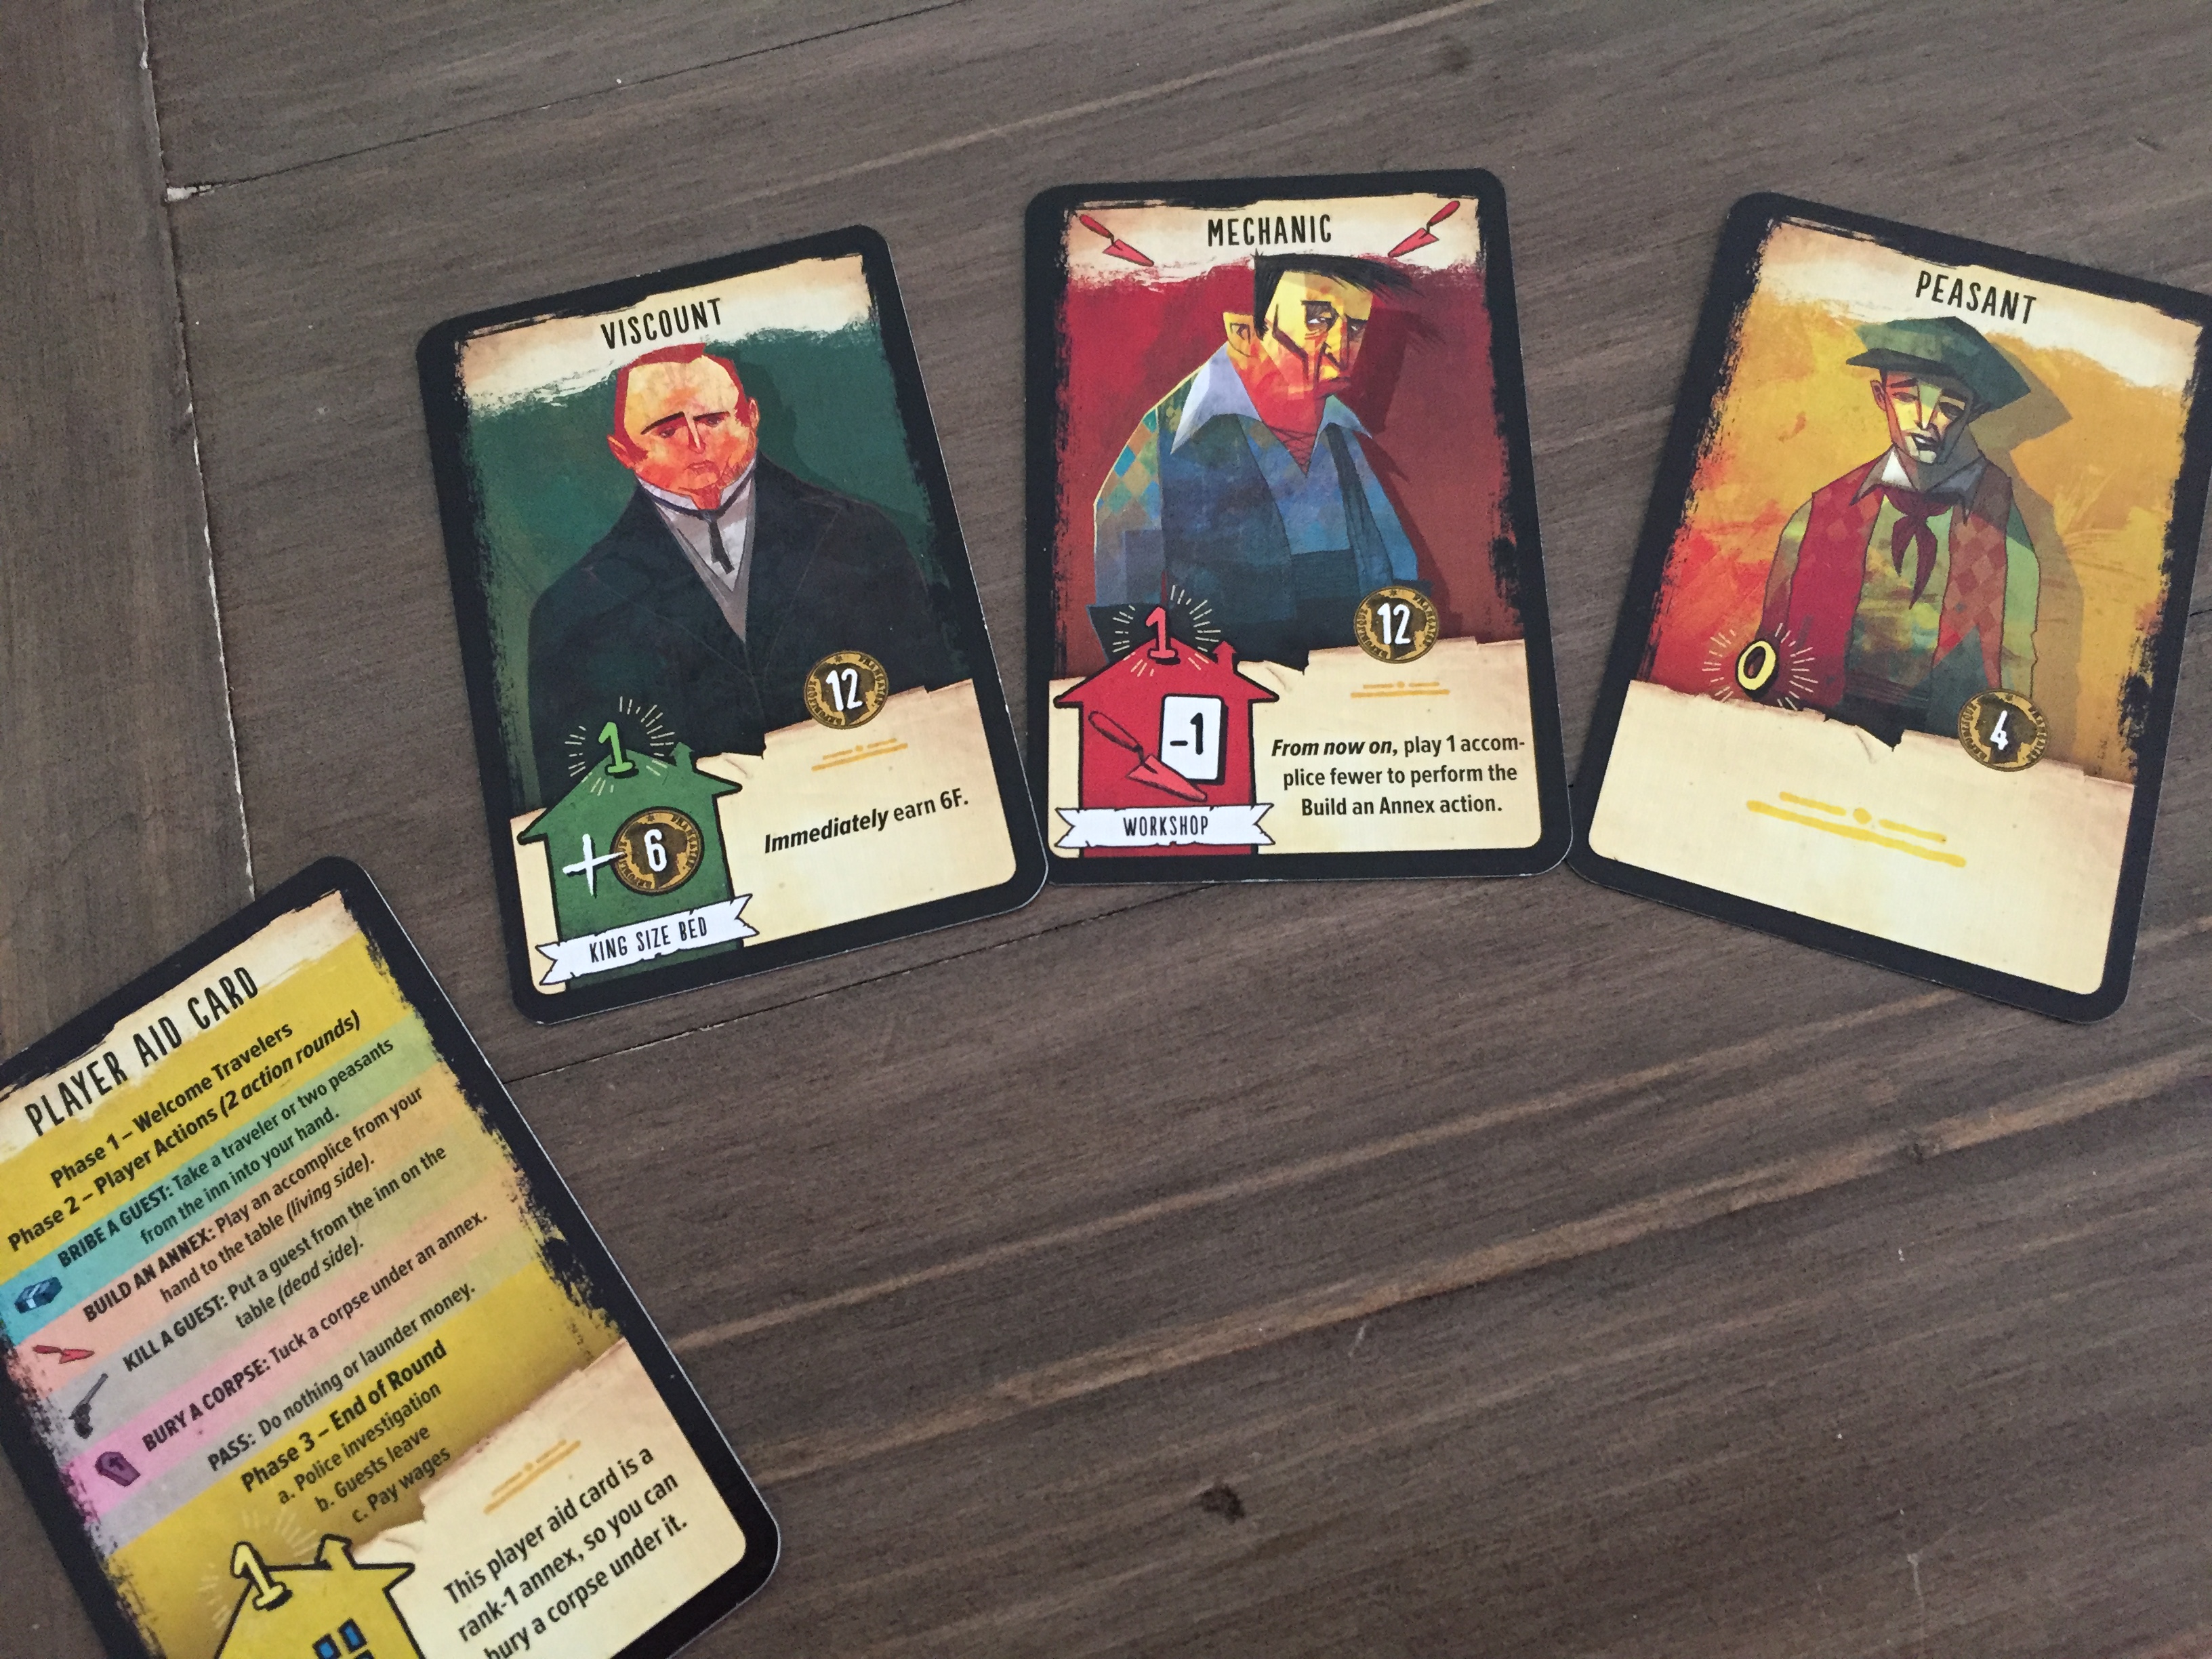 VISCOUNT
12
1
+6
KING SIZE BED
Immediately earn 6F.
MECHANIC
12
1
-1
WORKSHOP
From now on, play 1 accom-
plice fewer to perform the
Build an Annex action.
PEASANT
0
4
PLAYER AID CARD
Phase 1 – Welcome Travelers
Phase 2 – Player Actions (2 action rounds)
BRIBE A GUEST: Take a traveler or two peasants
from the inn into your hand.
BUILD AN ANNEX: Play an accomplice from your
hand to the table (living side).
KILL A GUEST: Put a guest from the inn on the
table (dead side).
BURY A CORPSE: Tuck a corpse under an annex.
PASS: Do nothing or launder money.
Phase 3 – End of Round
a. Police investigation
b. Guests leave
c. Pay wages
1
This player aid card is a
rank-1 annex, so you can
bury a corpse under it.